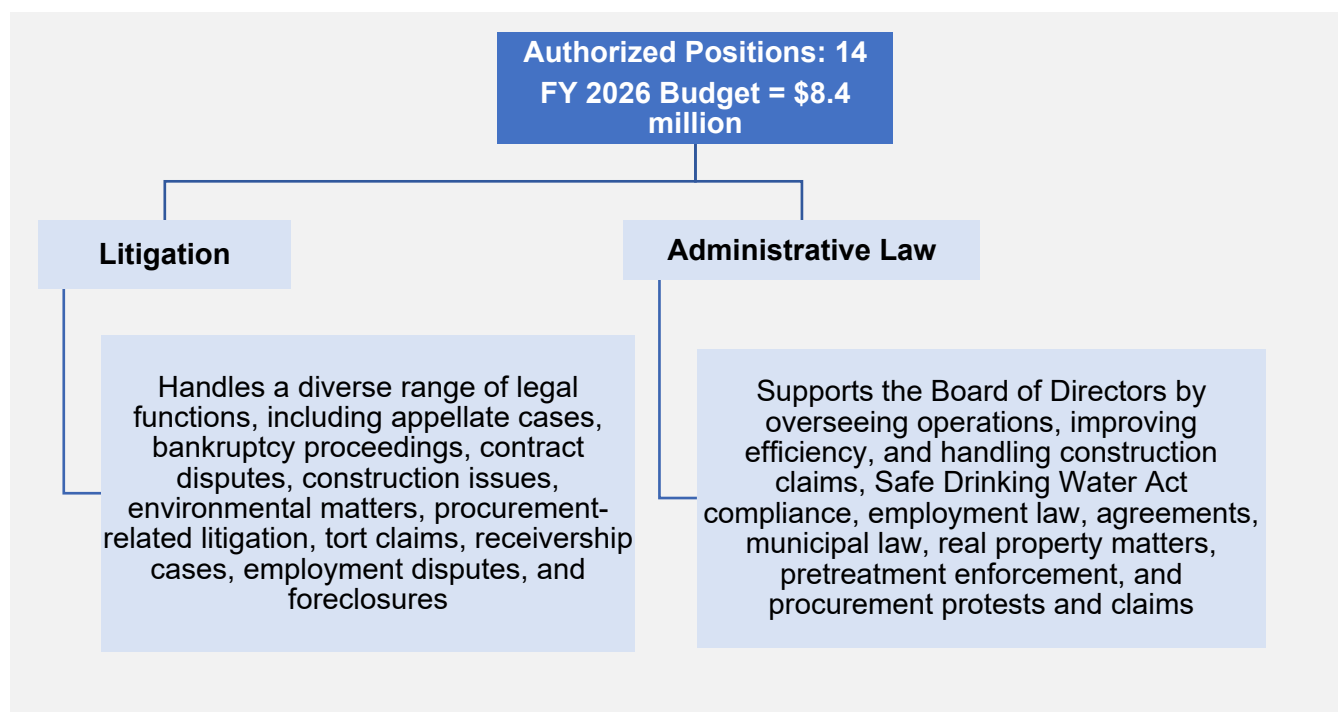 Authorized Positions: 14
FY 2026 Budget = $8.4
million
Litigation
Administrative Law
Handles a diverse range of legal
functions, including appellate cases,
bankruptcy proceedings, contract
disputes, construction issues,
environmental matters, procurement-
related litigation, tort claims, receivership
cases, employment disputes, and
foreclosures
Supports the Board of Directors by
overseeing operations, improving
efficiency, and handling construction
claims, Safe Drinking Water Act
compliance, employment law, agreements,
municipal law, real property matters,
pretreatment enforcement, and
procurement protests and claims